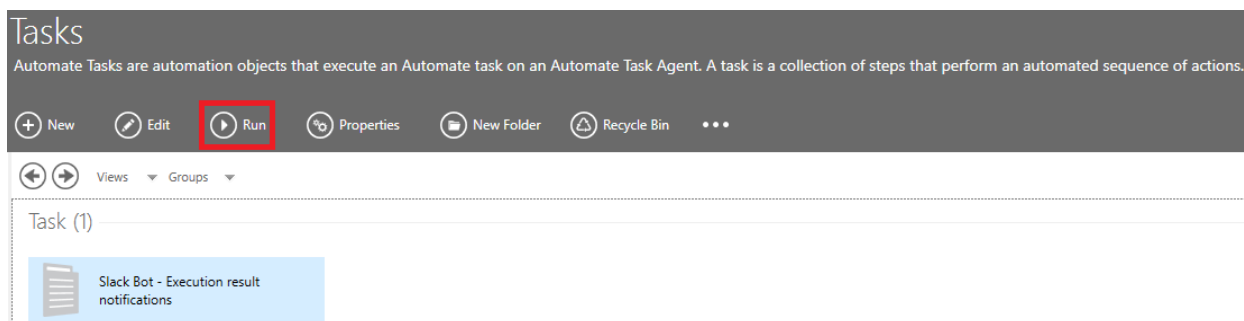 Tasks
Automate Tasks are automation objects that execute an Automate task on an Automate Task Agent. A task is a collection of steps that perform an automated sequence of actions.
New Edit Run Properties New Folder Recycle Bin
Views Groups
Task (1)
Slack Bot - Execution result
notifications